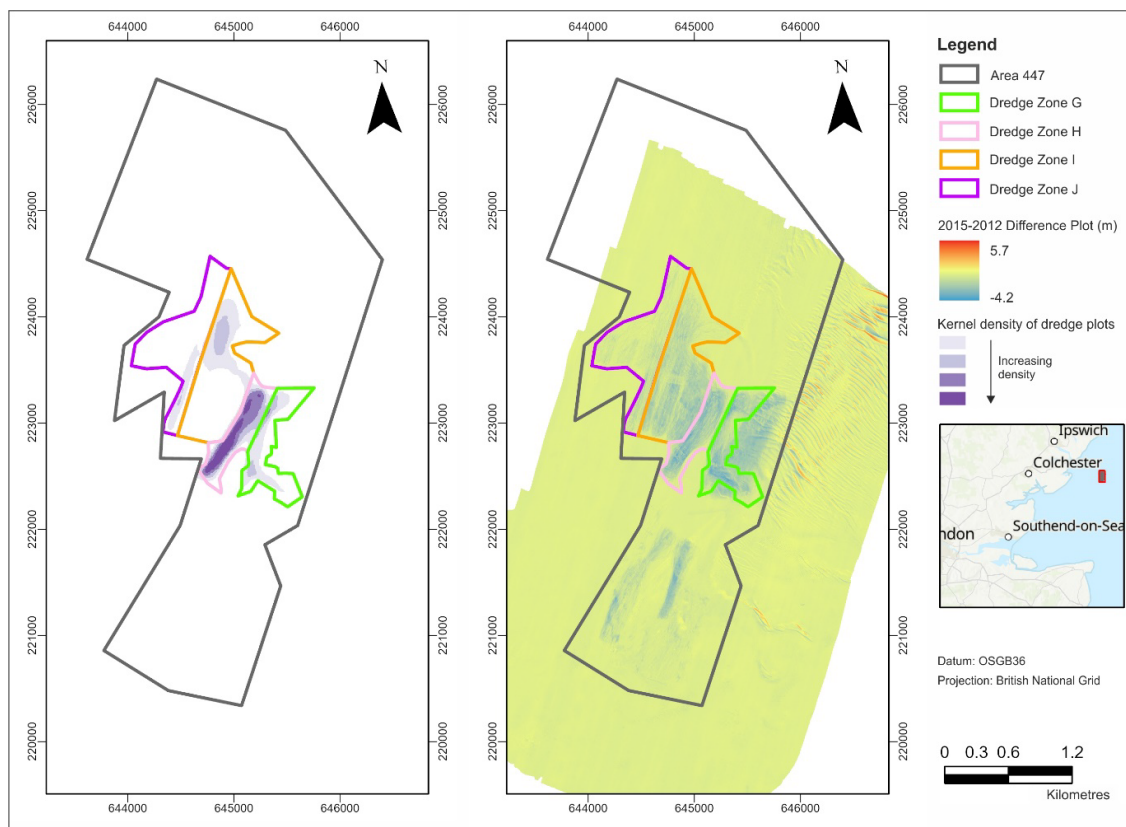 644000 645000 646000
644000 645000 646000
N
N
226000
225000
224000
223000
222000
221000
220000
226000
225000
224000
223000
222000
221000
220000
226000
225000
224000
223000
222000
221000
220000
226000
225000
224000
223000
222000
221000
220000
644000 645000 646000
644000 645000 646000
Legend
Area 447
Dredge Zone G
Dredge Zone H
Dredge Zone I
Dredge Zone J
2015-2012 Difference Plot (m)
5.7
-4.2
Kernel density of dredge plots
Increasing
density
Ipswich
Colchester
Southend-on-Sea
ndon
Datum: OSGB36
Projection: British National Grid
0 0.3 0.6 1.2
Kilometres